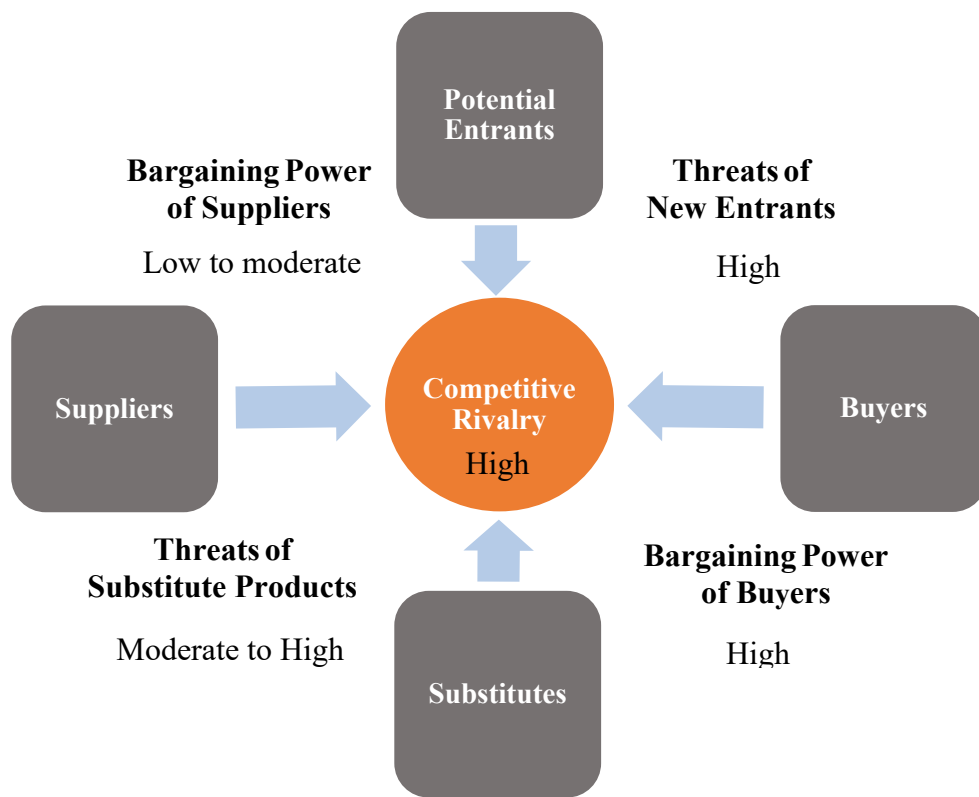 Potential
Entrants
Bargaining Power
of Suppliers
Low to moderate
Threats of
New Entrants
High
Suppliers
Competitive
Rivalry
High
Buyers
Threats of
Substitute Products
Moderate to High
Bargaining Power
of Buyers
High
Substitutes